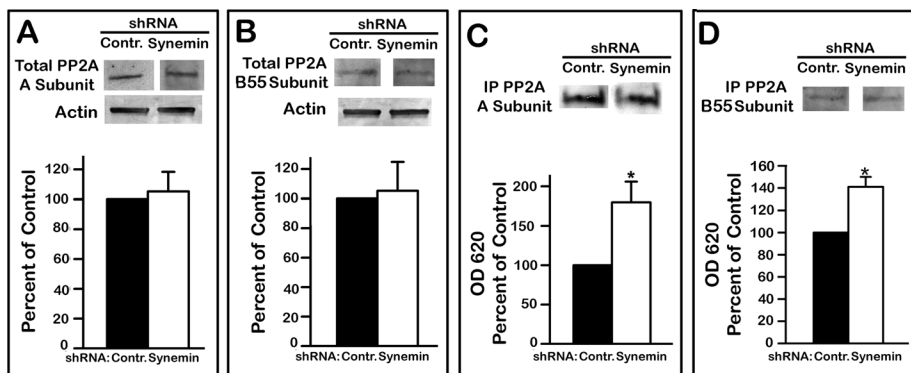 A
shRNA
Contr. Synemin
Total PP2A
A Subunit
Actin
Percent of Control
120
100
80
60
40
20
0
shRNA: Contr. Synemin
B
shRNA
Contr. Synemin
Total PP2A
B55 Subunit
Actin
Percent of Control
120
100
80
60
40
20
0
shRNA: Contr. Synemin
C
shRNA
Contr. Synemin
IP PP2A
A Subunit
OD 620
Percent of Control
200
150
100
50
0
*
shRNA: Contr. Synemin
D
shRNA
Contr. Synemin
IP PP2A
B55 Subunit
OD 620
Percent of Control
160
140
120
100
80
60
40
20
0
*
shRNA: Contr. Synemin